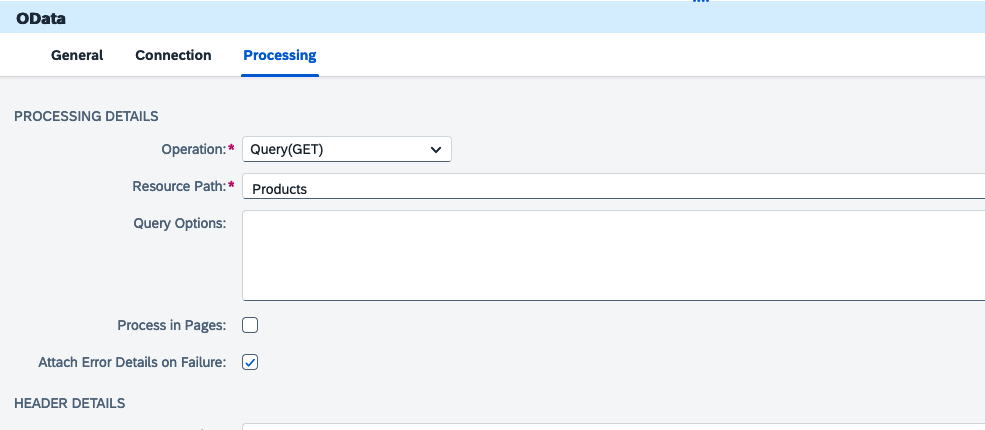 OData
General Connection Processing
PROCESSING DETAILS
Operation:* Query(GET)
Resource Path:* Products
Query Options:
Process in Pages:
Attach Error Details on Failure:
HEADER DETAILS